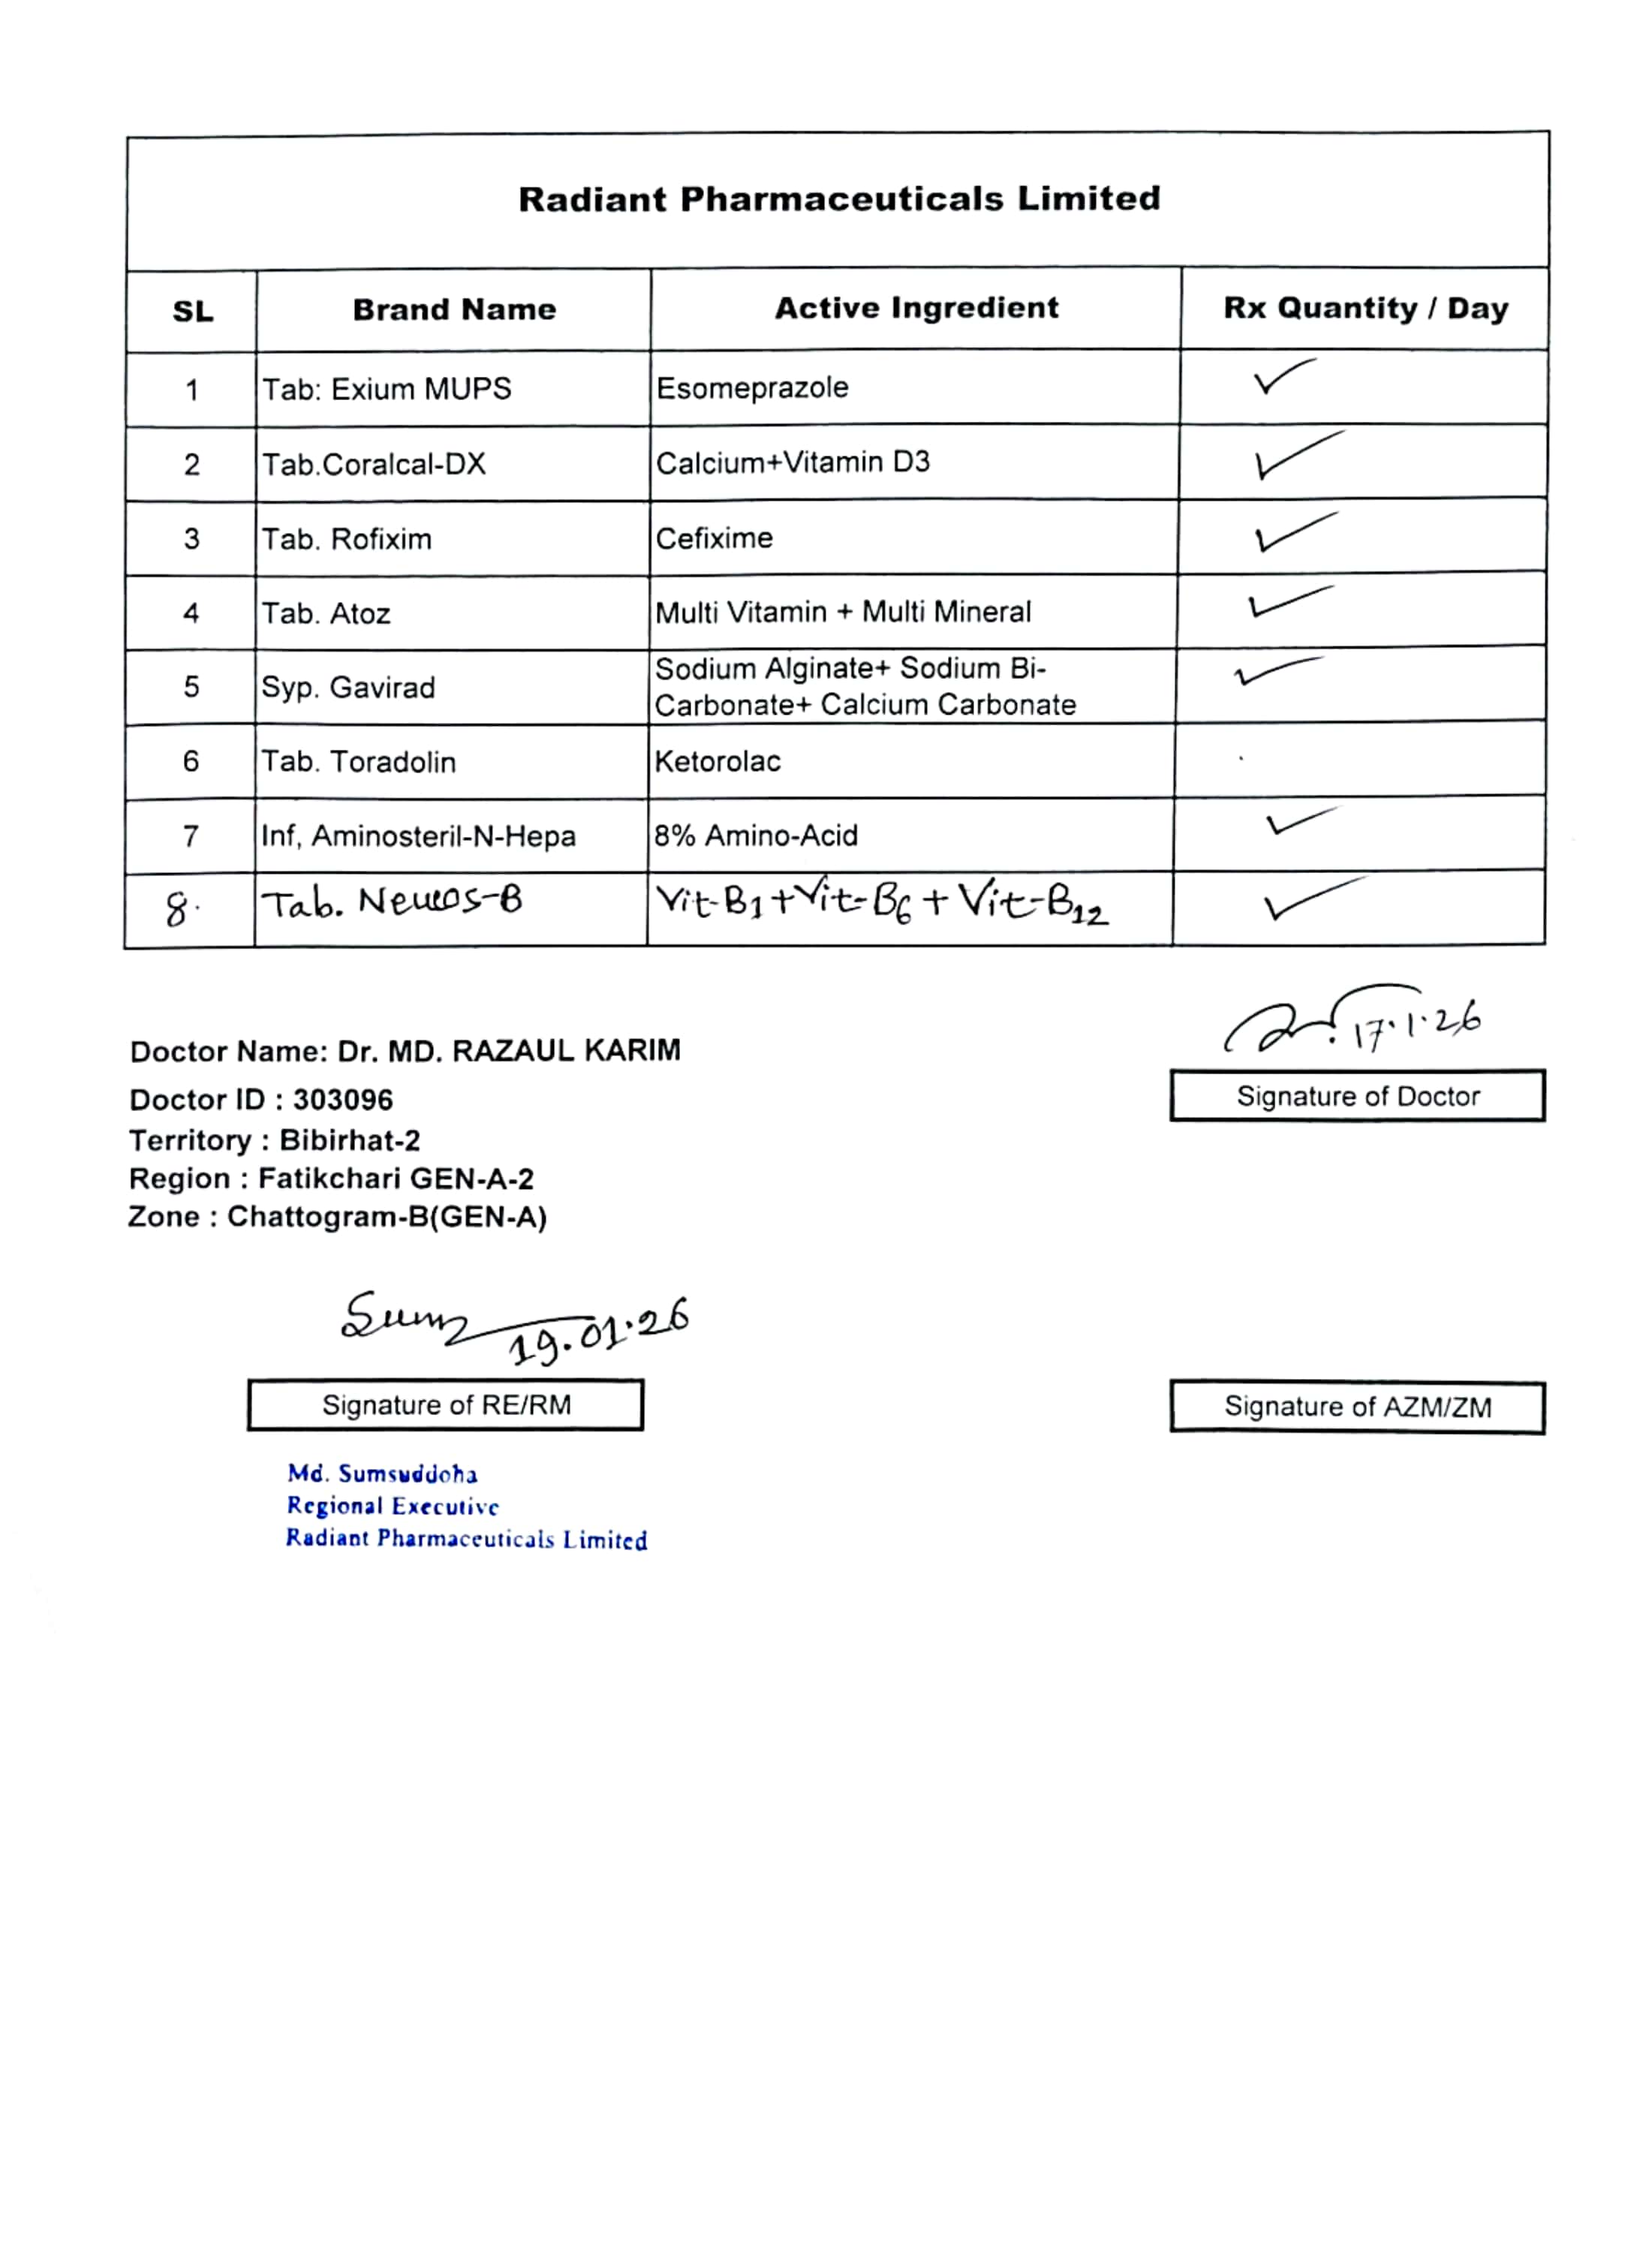 Radiant Pharmaceuticals Limited
SL Brand Name Active Ingredient Rx Quantity / Day
1 Tab: Exium MUPS Esomeprazole ✓
2 Tab.Coralcal-DX Calcium+Vitamin D3 ✓
3 Tab. Rofixim Cefixime ✓
4 Tab. Atoz Multi Vitamin + Multi Mineral ✓
5 Syp. Gavirad Sodium Alginate+ Sodium Bi-
Carbonate+ Calcium Carbonate ✓
6 Tab. Toradolin Ketorolac
7 Inf, Aminosteril-N-Hepa 8% Amino-Acid ✓
8. Tab. Neuros-B Vit-B1+Vit-B6+Vit-B12 ✓
17.1.26
Doctor Name: Dr. MD. RAZAUL KARIM
Signature of Doctor
Doctor ID : 303096
Territory : Bibirhat-2
Region : Fatikchari GEN-A-2
Zone : Chattogram-B(GEN-A)
19.01.26
Signature of RE/RM
Signature of AZM/ZM
Md. Sumsuddoha
Regional Executive
Radiant Pharmaceuticals Limited